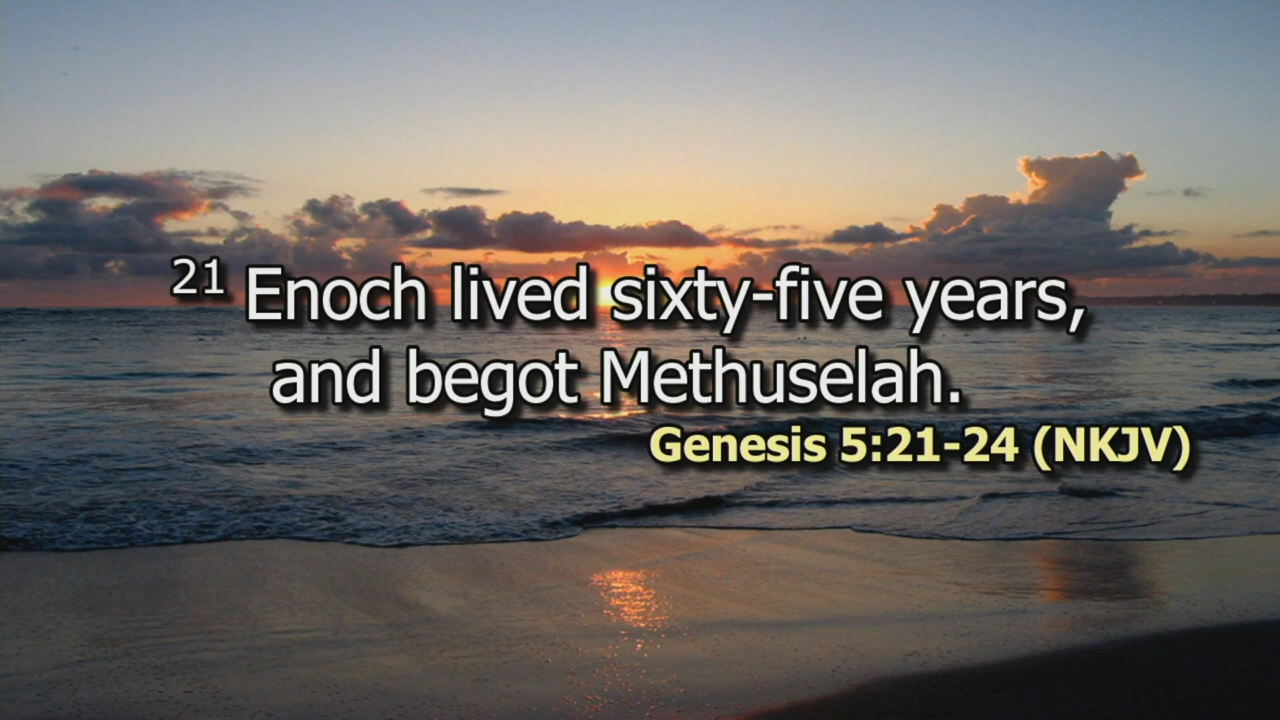 21 Enoch lived sixty-five years,
and begot Methuselah.
Genesis 5:21-24 (NKJV)